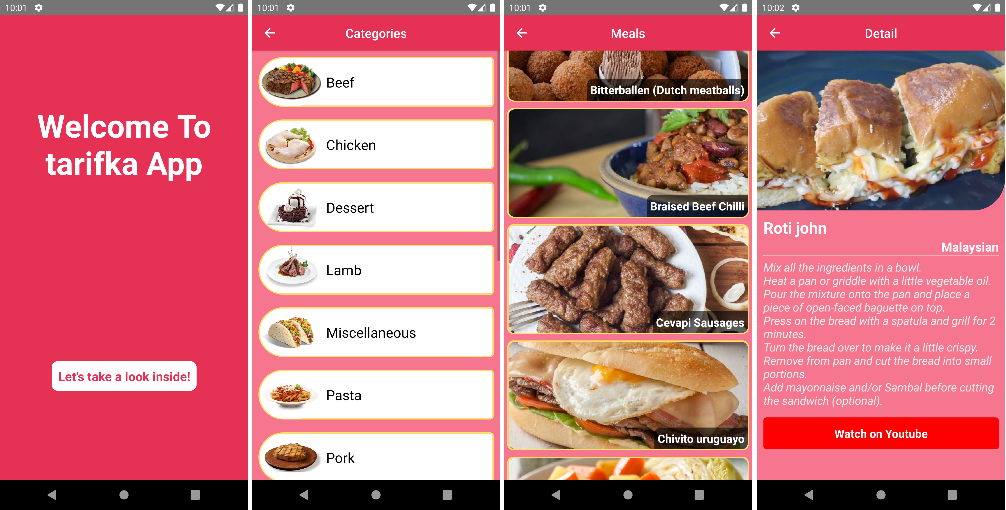 10:01
Welcome To
tarifka App
Let's take a look inside!
10:01
Categories
Beef
Chicken
Dessert
Lamb
Miscellaneous
Pasta
Pork
10:01
Meals
Bitterballen (Dutch meatballs)
Braised Beef Chilli
Cevapi Sausages
Chivito uruguayo
10:02
Detail
Roti john
Malaysian
Mix all the ingredients in a bowl.
Heat a pan or griddle with a little vegetable oil.
Pour the mixture onto the pan and place a
piece of open-faced baguette on top.
Press on the bread with a spatula and grill for 2
minutes.
Turn the bread over to make it a little crispy.
Remove from pan and cut the bread into small
portions.
Add mayonnaise and/or Sambal before cutting
the sandwich (optional).
Watch on Youtube